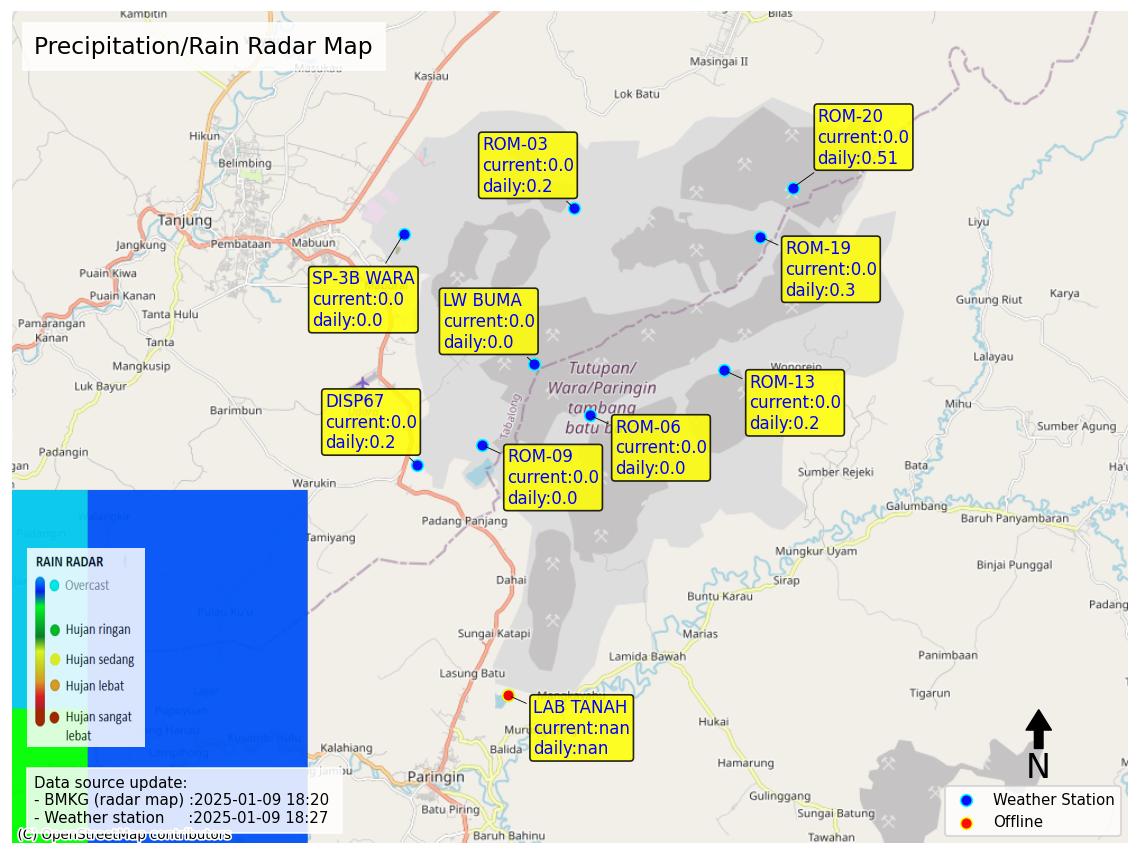 Kambitin
Bilas
Precipitation/Rain Radar Map
Masukau
Kasiau
Masingai II
Lok Batu
Hikun
Belimbing
ROM-03
current:0.0
daily:0.2
ROM-20
current:0.0
daily:0.51
Tanjung
Jangkung
Pembataan
Mabuun
Liyu
ROM-19
current:0.0
daily:0.3
Puain Kiwa
Puain Kanan
SP-3B WARA
current:0.0
daily:0.0
LW BUMA
current:0.0
daily:0.0
Gunung Riut
Karya
Tanta Hulu
Pamarangan
Kanan
Tanta
Mangkusip
Lalayau
Luk Bayur
Tutupan/
Wara/Paringin
tambang
batu b
Wonorejo
ROM-13
current:0.0
daily:0.2
Barimbun
DISP67
current:0.0
daily:0.2
Tabalong
ROM-06
current:0.0
daily:0.0
Mihu
Sumber Agung
ROM-09
current:0.0
daily:0.0
gan
Warukin
Sumber Rejeki
Bata
Ha'u
Galumbang
Baruh Panyambaran
Padang Panjang
Tamiyang
Mungkur Uyam
Binjai Punggal
Dahai
Sirap
Buntu Karau
Padang
RAIN RADAR
Overcast
Hujan ringan
Hujan sedang
Hujan lebat
Hujan sangat
lebat
Pulau Ku'u
Sungai Katapi
Marias
Lamida Bawah
Panimbaan
Lasung Batu
Tigarun
LAB TANAH
current:nan
daily:nan
Muru
Balida
Hukai
Kalahiang
Hamarung
Paringin
N
Data source update:
- BMKG (radar map) :2025-01-09 18:20
- Weather station :2025-01-09 18:27
Gulinggang
Batu Piring
Sungai Batung
Weather Station
Offline
(C) OpenStreetMap contributors
Baruh Bahinu
Tawahan